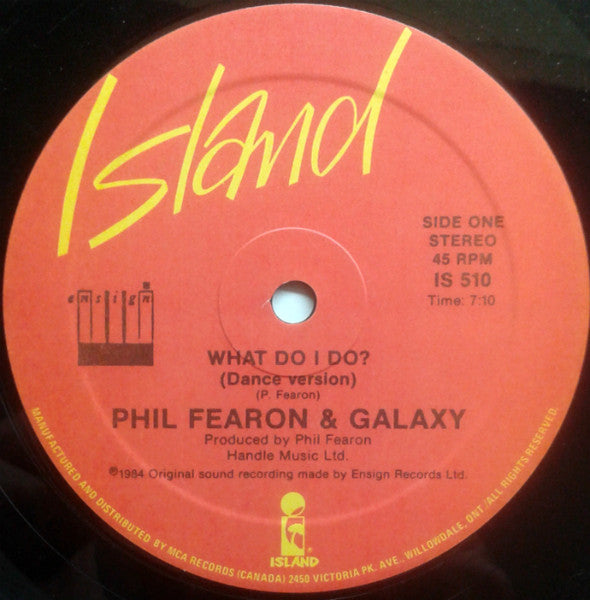 Island
SIDE ONE
STEREO
45 RPM
IS 510
Time: 7:10
ensign
WHAT DO I DO?
(Dance version)
(P. Fearon)
PHIL FEARON & GALAXY
Produced by Phil Fearon
Handle Music Ltd.
℗1984 Original sound recording made by Ensign Records Ltd.
MANUFACTURED AND DISTRIBUTED BY MCA RECORDS (CANADA) 2450 VICTORIA PK. AVE., WILLOWDALE, ONT. ALL RIGHTS RESERVED.
ISLAND®